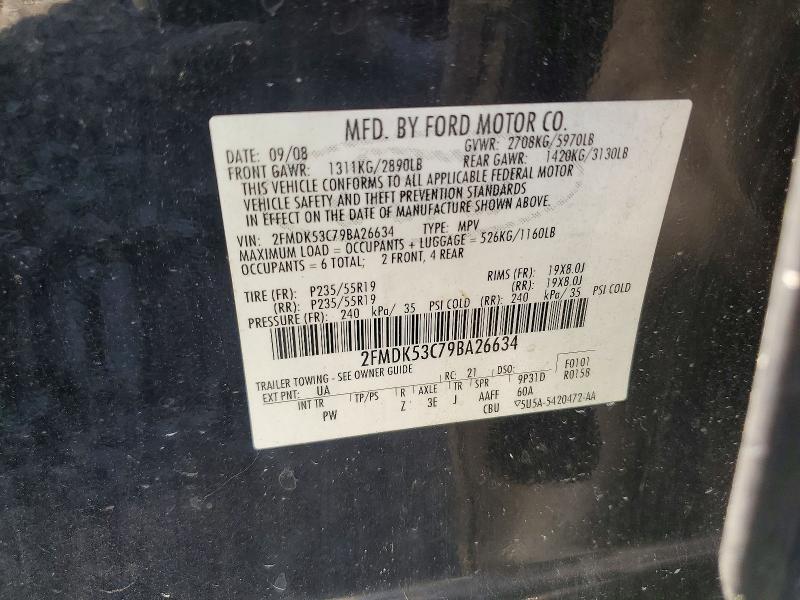 MFD. BY FORD MOTOR CO.
DATE: 09/08 GVWR: 2708KG/5970LB
FRONT GAWR: 1311KG/2890LB REAR GAWR: 1420KG/3130LB
THIS VEHICLE CONFORMS TO ALL APPLICABLE FEDERAL MOTOR
VEHICLE SAFETY AND THEFT PREVENTION STANDARDS
IN EFFECT ON THE DATE OF MANUFACTURE SHOWN ABOVE.
VIN: 2FMDK53C79BA26634 TYPE: MPV
MAXIMUM LOAD = OCCUPANTS + LUGGAGE = 526KG/1160LB
OCCUPANTS = 6 TOTAL; 2 FRONT, 4 REAR
TIRE (FR): P235/55R19 RIMS (FR): 19X8.0J
(RR): P235/55R19 (RR): 19X8.0J
PRESSURE (FR): 240 kPa/ 35 PSI COLD (RR): 240 kPa/ 35 PSI COLD
2FMDK53C79BA26634
TRAILER TOWING - SEE OWNER GUIDE
EXT PNT: UA RC: 21 DSO: F0101
INT TR TP/PS R AXLE TR SPR 9P31D R0158
PW Z 3E J AAFF 60A
CBU ▽5U5A-5420472-AA